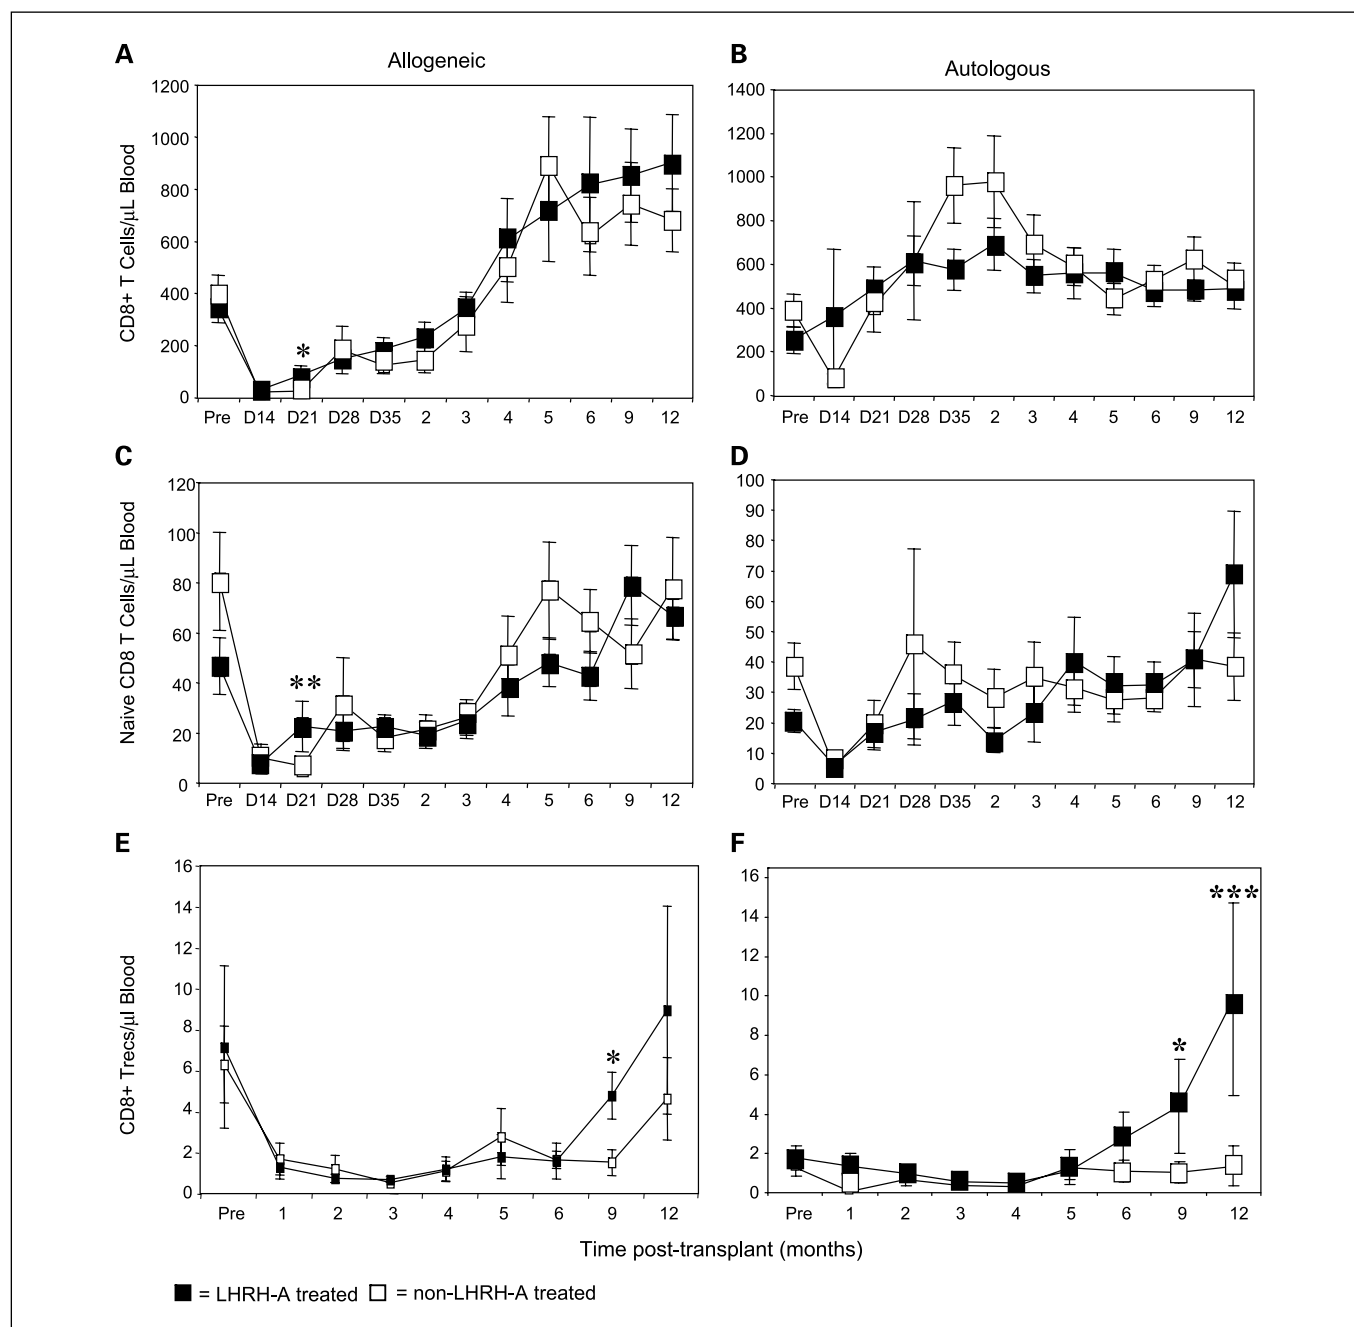 A
Allogeneic
CD8+ T Cells/μL Blood
1200
1000
800
600
400
200
0
*
Pre D14 D21 D28 D35 2 3 4 5 6 9 12
B
Autologous
1400
1200
1000
800
600
400
200
0
Pre D14 D21 D28 D35 2 3 4 5 6 9 12
C
Naive CD8 T Cells/μL Blood
120
100
80
60
40
20
0
**
Pre D14 D21 D28 D35 2 3 4 5 6 9 12
D
100
90
80
70
60
50
40
30
20
10
0
Pre D14 D21 D28 D35 2 3 4 5 6 9 12
E
CD8+ Trecs/μl Blood
16
14
12
10
8
6
4
2
0
*
Pre 1 2 3 4 5 6 9 12
F
16
14
12
10
8
6
4
2
0
*
***
Pre 1 2 3 4 5 6 9 12
Time post-transplant (months)
= LHRH-A treated = non-LHRH-A treated